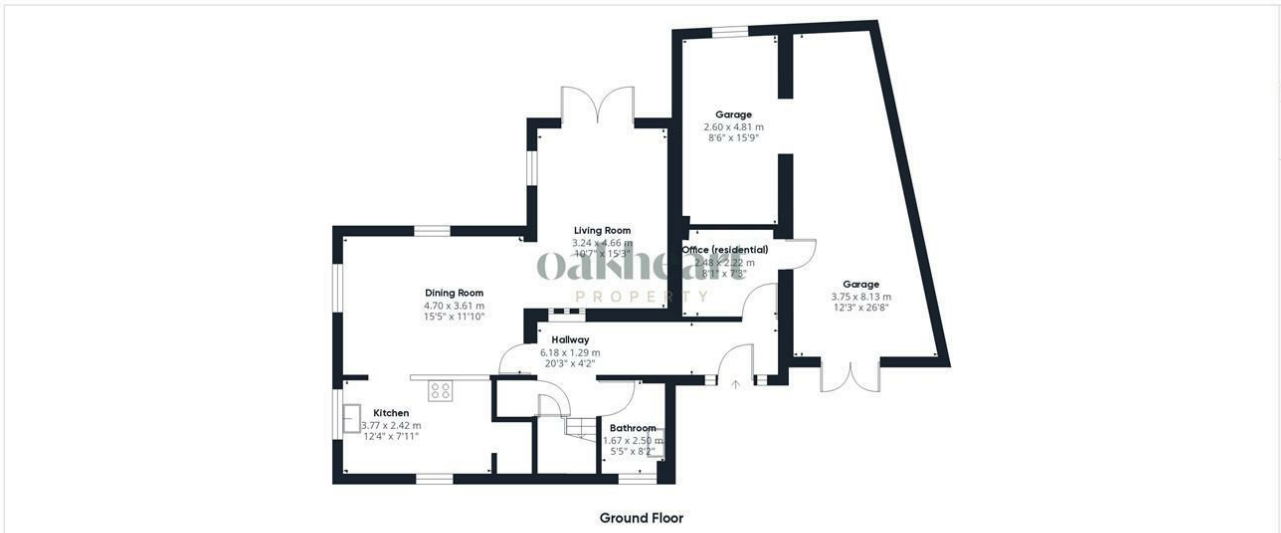 Garage
2.60 x 4.81 m
8'6" x 15'9"
Living Room
3.24 x 4.66 m
10'7" x 15'3"
Office (residential)
2.48 x 2.22 m
8'1" x 7'3"
oakheart
PROPERTY
Dining Room
4.70 x 3.61 m
15'5" x 11'10"
Garage
3.75 x 8.13 m
12'3" x 26'8"
Hallway
6.18 x 1.29 m
20'3" x 4'2"
Kitchen
3.77 x 2.42 m
12'4" x 7'11"
Bathroom
1.67 x 2.50 m
5'5" x 8'2"
Ground Floor